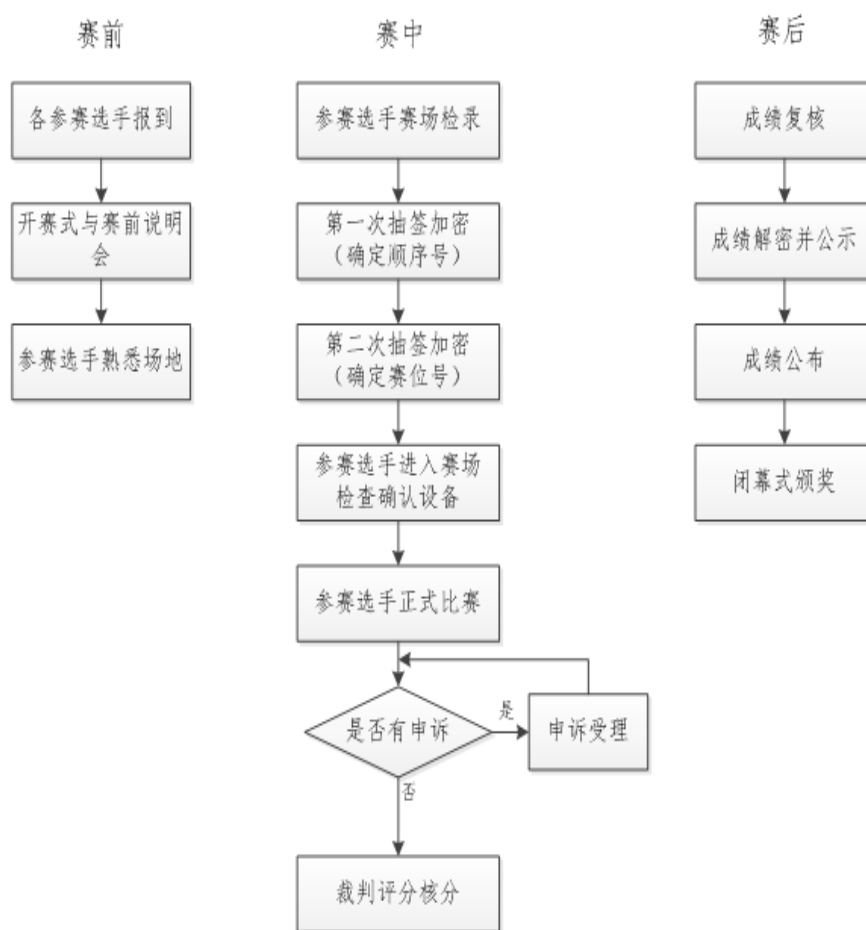 赛前
各参赛选手报到
开赛式与赛前说明
会
参赛选手熟悉场地
赛中
参赛选手赛场检录
第一次抽签加密
（确定顺序号）
第二次抽签加密
（确定赛位号）
参赛选手进入赛场
检查确认设备
参赛选手正式比赛
是否有申诉
是
申诉受理
否
裁判评分核分
赛后
成绩复核
成绩解密并公示
成绩公布
闭幕式颁奖